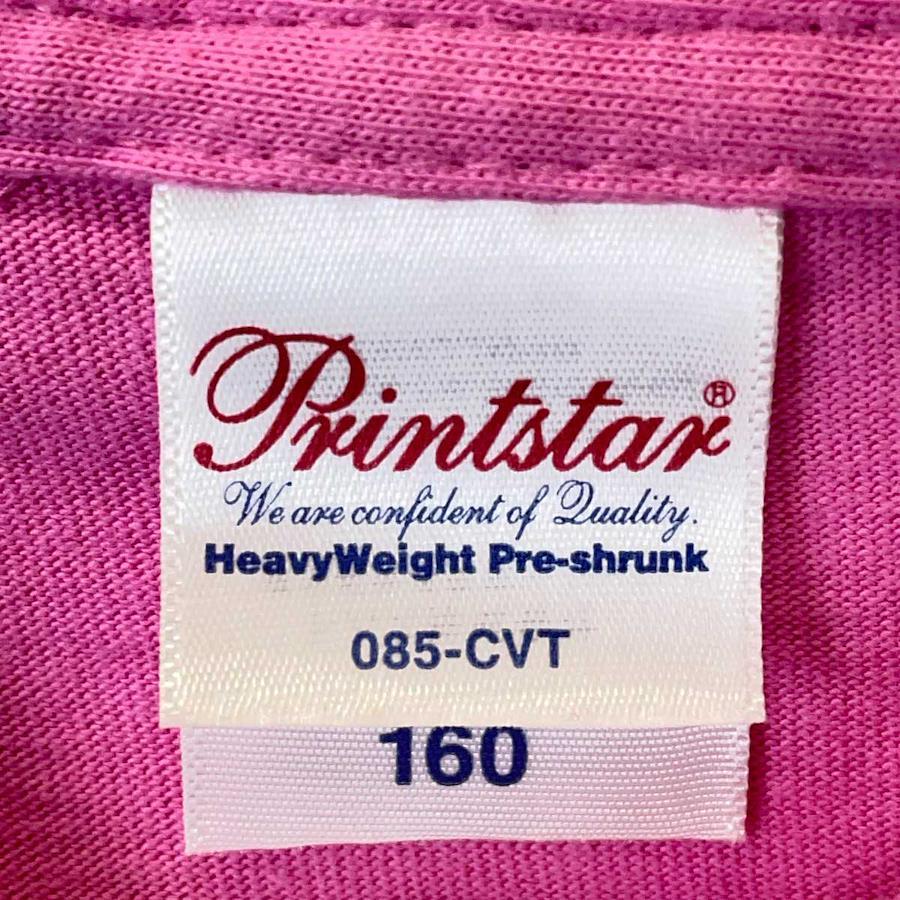 Printstar®
We are confident of Quality.
HeavyWeight Pre-shrunk
085-CVT
160